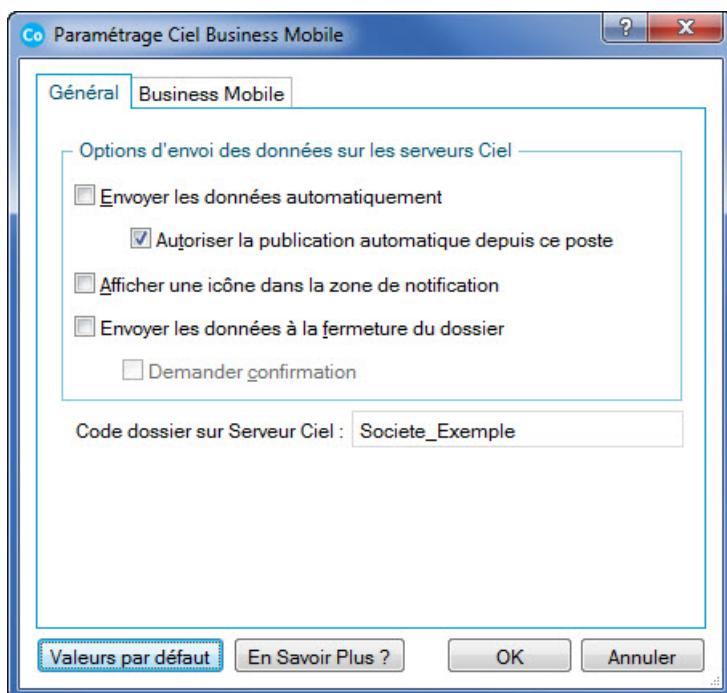 Co Paramétrage Ciel Business Mobile ? X
Général Business Mobile
Options d'envoi des données sur les serveurs Ciel
Envoyer les données automatiquement
Autoriser la publication automatique depuis ce poste
Afficher une icône dans la zone de notification
Envoyer les données à la fermeture du dossier
Demander confirmation
Code dossier sur Serveur Ciel : Societe_Exemple
Valeurs par défaut En Savoir Plus ? OK Annuler